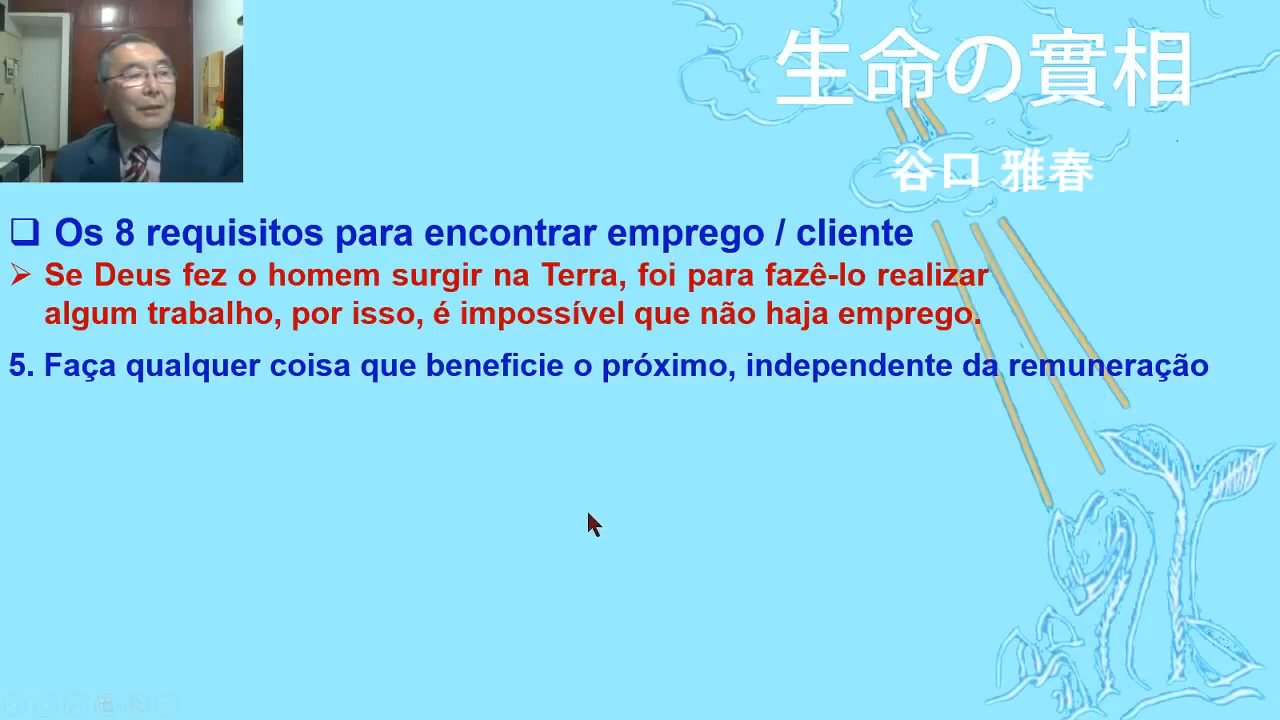 生命の實相
谷口 雅春
Os 8 requisitos para encontrar emprego / cliente
Se Deus fez o homem surgir na Terra, foi para fazê-lo realizar
algum trabalho, por isso, é impossível que não haja emprego.
5. Faça qualquer coisa que beneficie o próximo, independente da remuneração